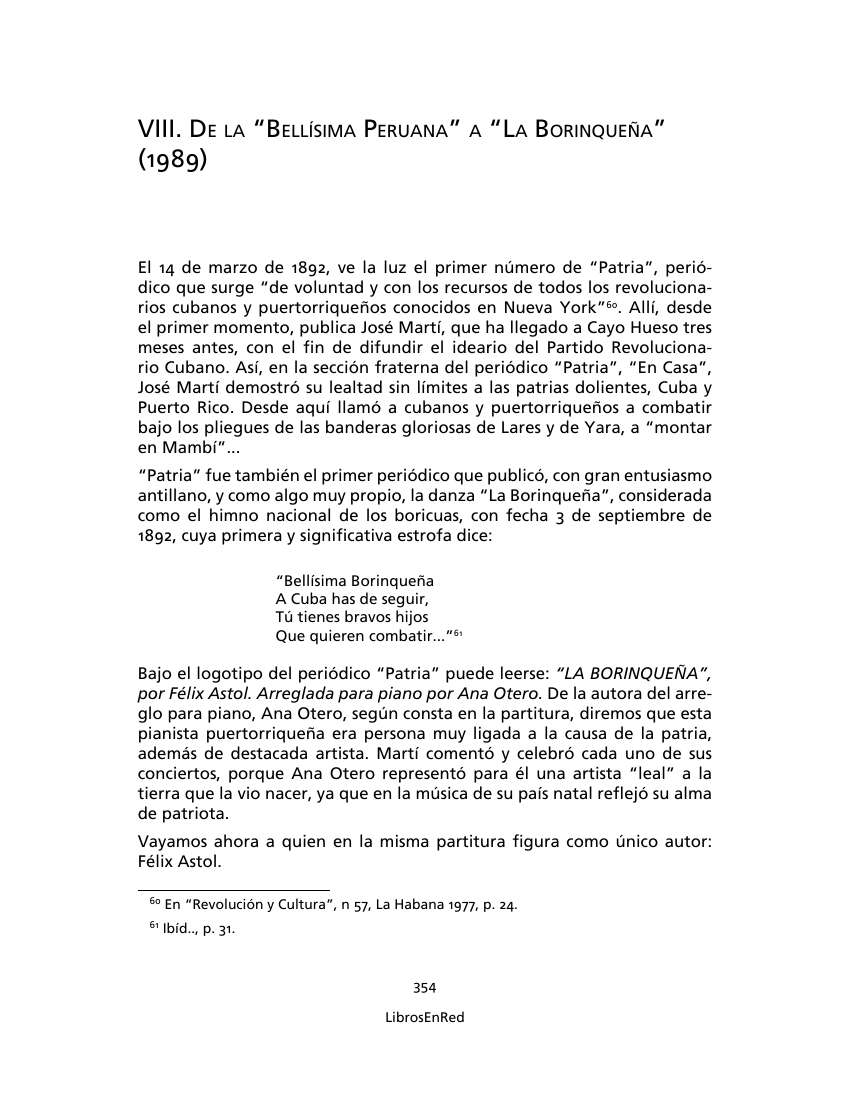 VIII. De la “Bellísima Peruana” a “La Borinqueña”
(1989)
El 14 de marzo de 1892, ve la luz el primer número de “Patria”, perió-
dico que surge “de voluntad y con los recursos de todos los revoluciona-
rios cubanos y puertorriqueños conocidos en Nueva York”60. Allí, desde
el primer momento, publica José Martí, que ha llegado a Cayo Hueso tres
meses antes, con el fin de difundir el ideario del Partido Revoluciona-
rio Cubano. Así, en la sección fraterna del periódico “Patria”, “En Casa”,
José Martí demostró su lealtad sin límites a las patrias dolientes, Cuba y
Puerto Rico. Desde aquí llamó a cubanos y puertorriqueños a combatir
bajo los pliegues de las banderas gloriosas de Lares y de Yara, a “montar
en Mambí”...
“Patria” fue también el primer periódico que publicó, con gran entusiasmo
antillano, y como algo muy propio, la danza “La Borinqueña”, considerada
como el himno nacional de los boricuas, con fecha 3 de septiembre de
1892, cuya primera y significativa estrofa dice:
“Bellísima Borinqueña
A Cuba has de seguir,
Tú tienes bravos hijos
Que quieren combatir...”61
Bajo el logotipo del periódico “Patria” puede leerse: “LA BORINQUEÑA”,
por Félix Astol. Arreglada para piano por Ana Otero. De la autora del arre-
glo para piano, Ana Otero, según consta en la partitura, diremos que esta
pianista puertorriqueña era persona muy ligada a la causa de la patria,
además de destacada artista. Martí comentó y celebró cada uno de sus
conciertos, porque Ana Otero representó para él una artista “leal” a la
tierra que la vio nacer, ya que en la música de su país natal reflejó su alma
de patriota.
Vayamos ahora a quien en la misma partitura figura como único autor:
Félix Astol.
60 En “Revolución y Cultura”, n 57, La Habana 1977, p. 24.
61 Ibíd.., p. 31.
354
LibrosEnRed